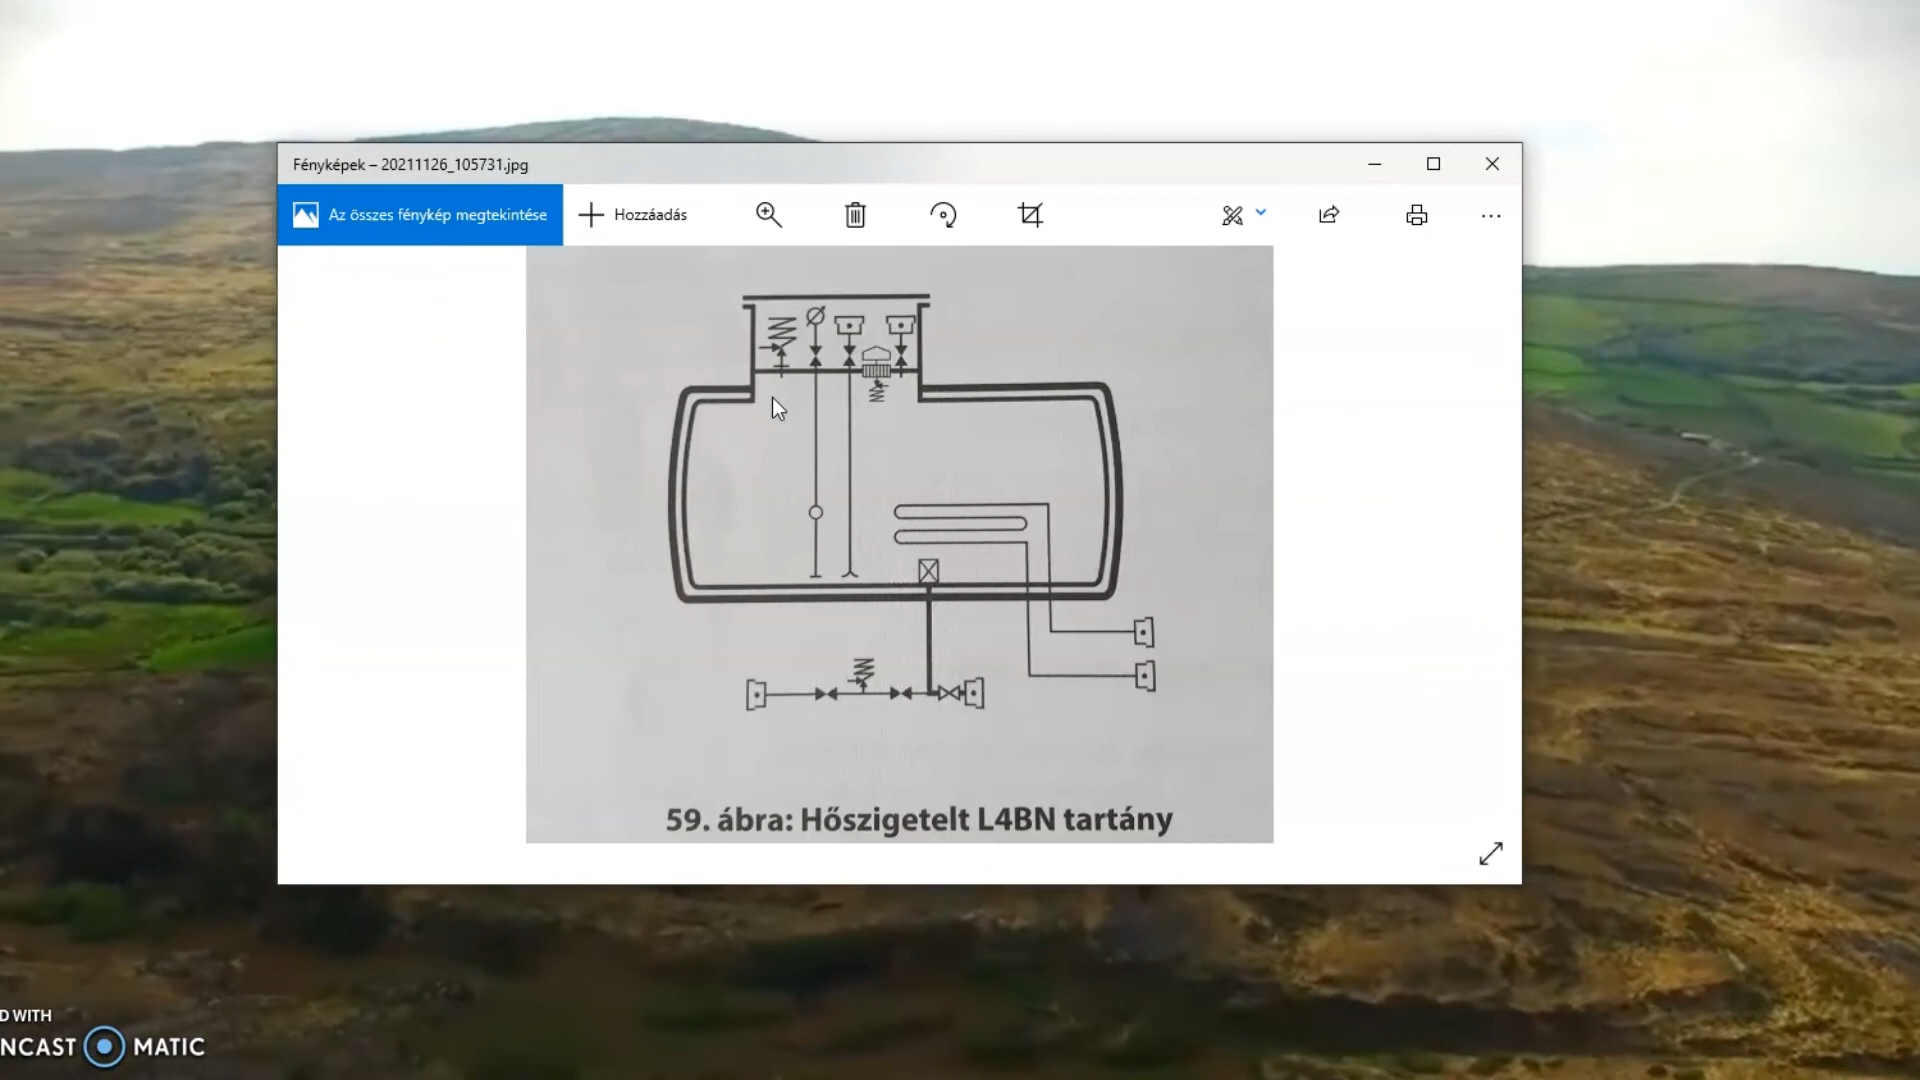 Fényképek – 20211126_105731.jpg
Az összes fénykép megtekintése
Hozzáadás
59. ábra: Hőszigetelt L4BN tartány
D WITH
NCAST MATIC